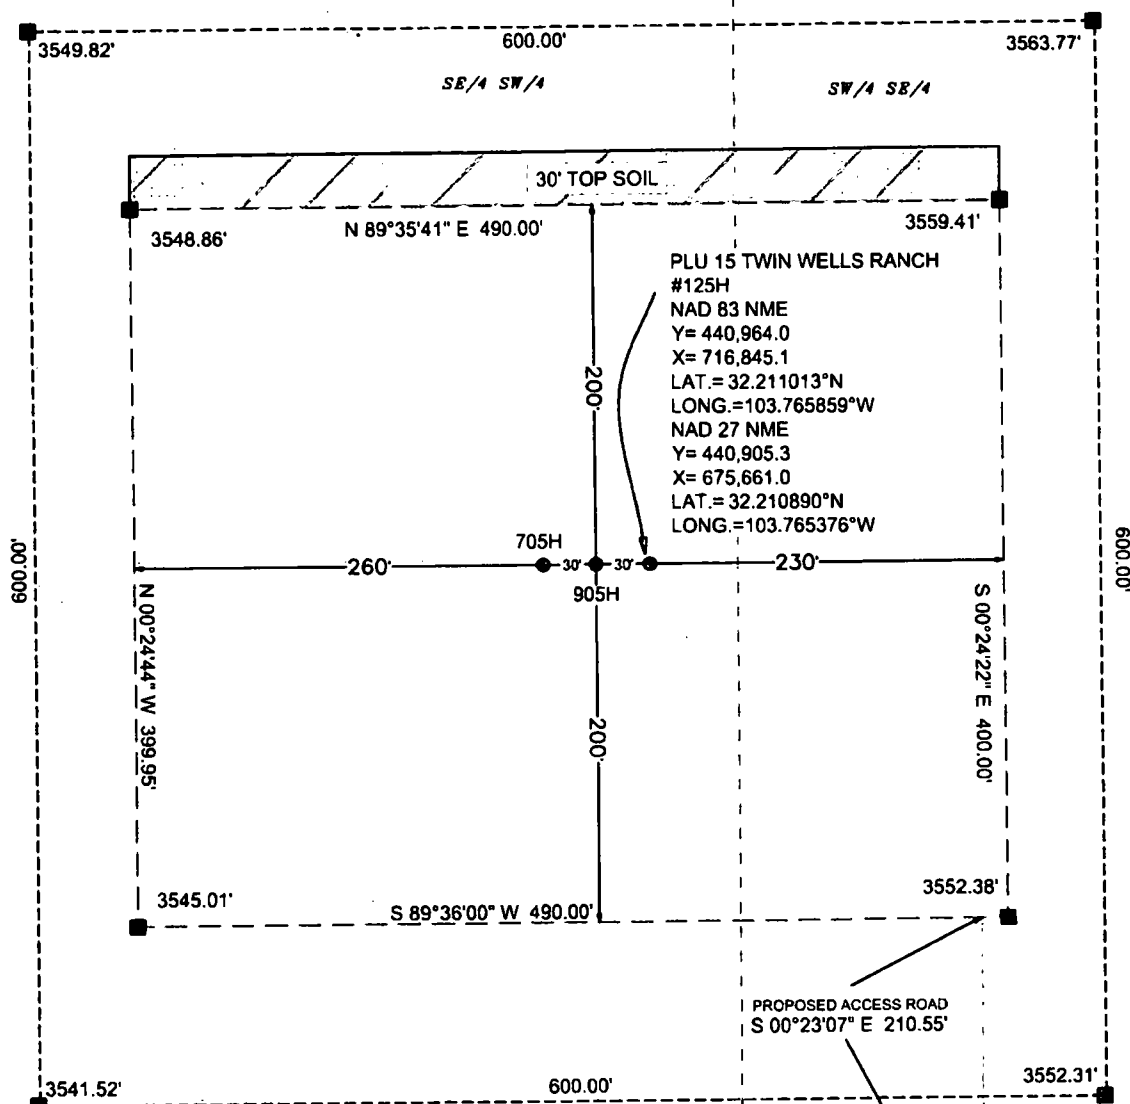 3549.82'
600.00'
3563.77'
SE/4 SW/4
SW/4 SE/4
30' TOP SOIL
3548.86'
N 89°35'41" E 490.00'
3559.41'
PLU 15 TWIN WELLS RANCH
#125H
NAD 83 NME
Y= 440,964.0
X= 716,845.1
LAT.= 32.211013°N
LONG.=103.765859°W
NAD 27 NME
Y= 440,905.3
X= 675,661.0
LAT.= 32.210890°N
LONG.=103.765376°W
200'
705H
260'
30'
30'
230'
905H
600.00'
600.00'
N 00°24'44" W 399.95'
S 00°24'22" E 400.00'
200'
3545.01'
3552.38'
S 89°36'00" W 490.00'
PROPOSED ACCESS ROAD
S 00°23'07" E 210.55'
3541.52'
600.00'
3552.31'